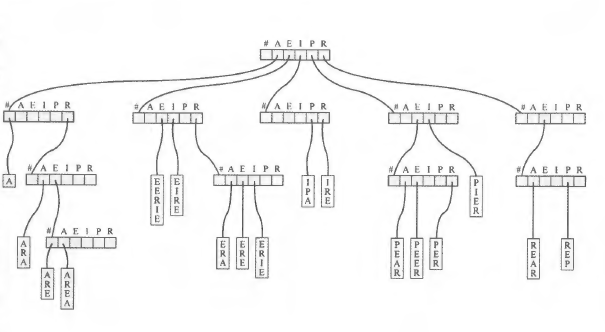 # A E I P R
# A E I P R
# A E I P R
# A E I P R
# A E I P R
# A E I P R
A
# A E I P R
EERIE
EIRE
# A E I P R
IPA
IRE
# A E I P R
PIER
# A E I P R
ARA
# A E I P R
ERA
ERE
ERIE
PEAR
PEER
PER
REAR
REP
ARE
AREA